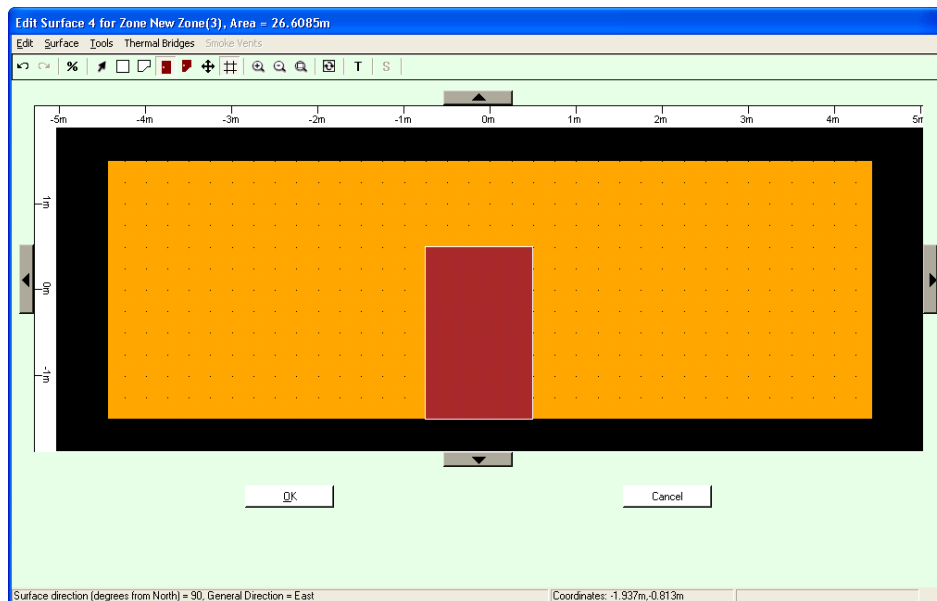 Edit Surface 4 for Zone New Zone(3), Area = 26.6085m
Edit Surface Tools Thermal Bridges Smoke Vents
% T S
-5m -4m -3m -2m -1m 0m 1m 2m 3m 4m 5m
1m
0m
-1m
OK Cancel
Surface direction (degrees from North) = 90, General Direction = East Coordinates: -1.937m,-0.813m